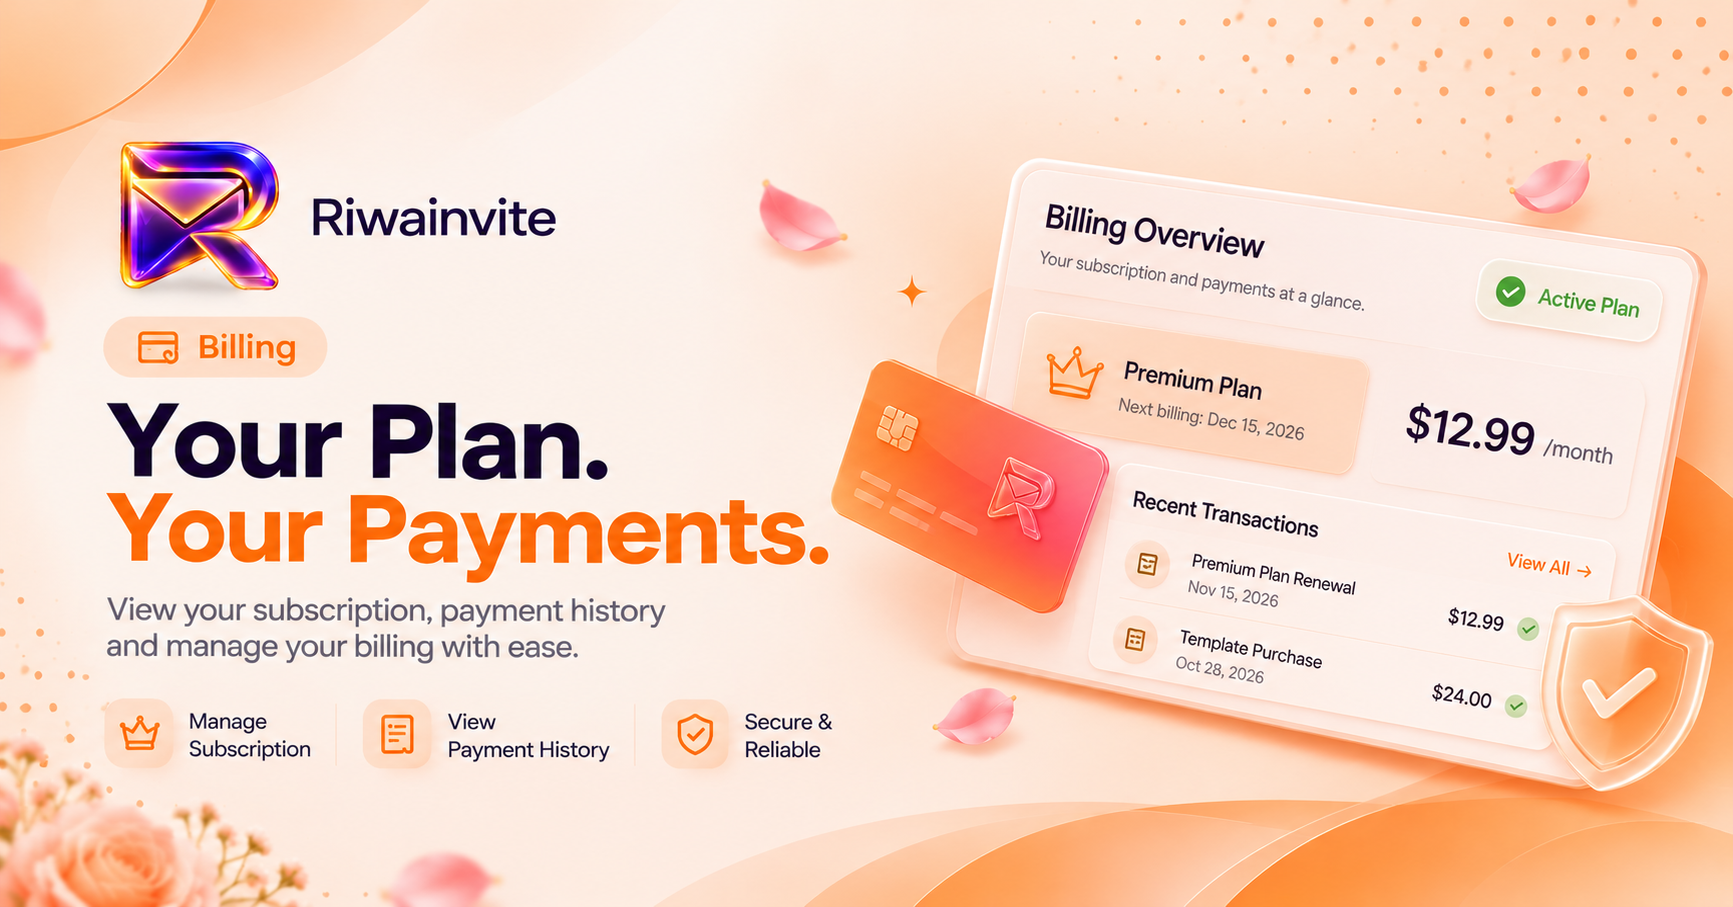 Riwainvite
Billing
Your Plan.
Your Payments.
View your subscription, payment history
and manage your billing with ease.
Manage
Subscription
View
Payment History
Secure &
Reliable
Billing Overview
Your subscription and payments at a glance.
Active Plan
Premium Plan
Next billing: Dec 15, 2026
$12.99 /month
Recent Transactions
View All →
Premium Plan Renewal
Nov 15, 2026
$12.99
Template Purchase
Oct 28, 2026
$24.00